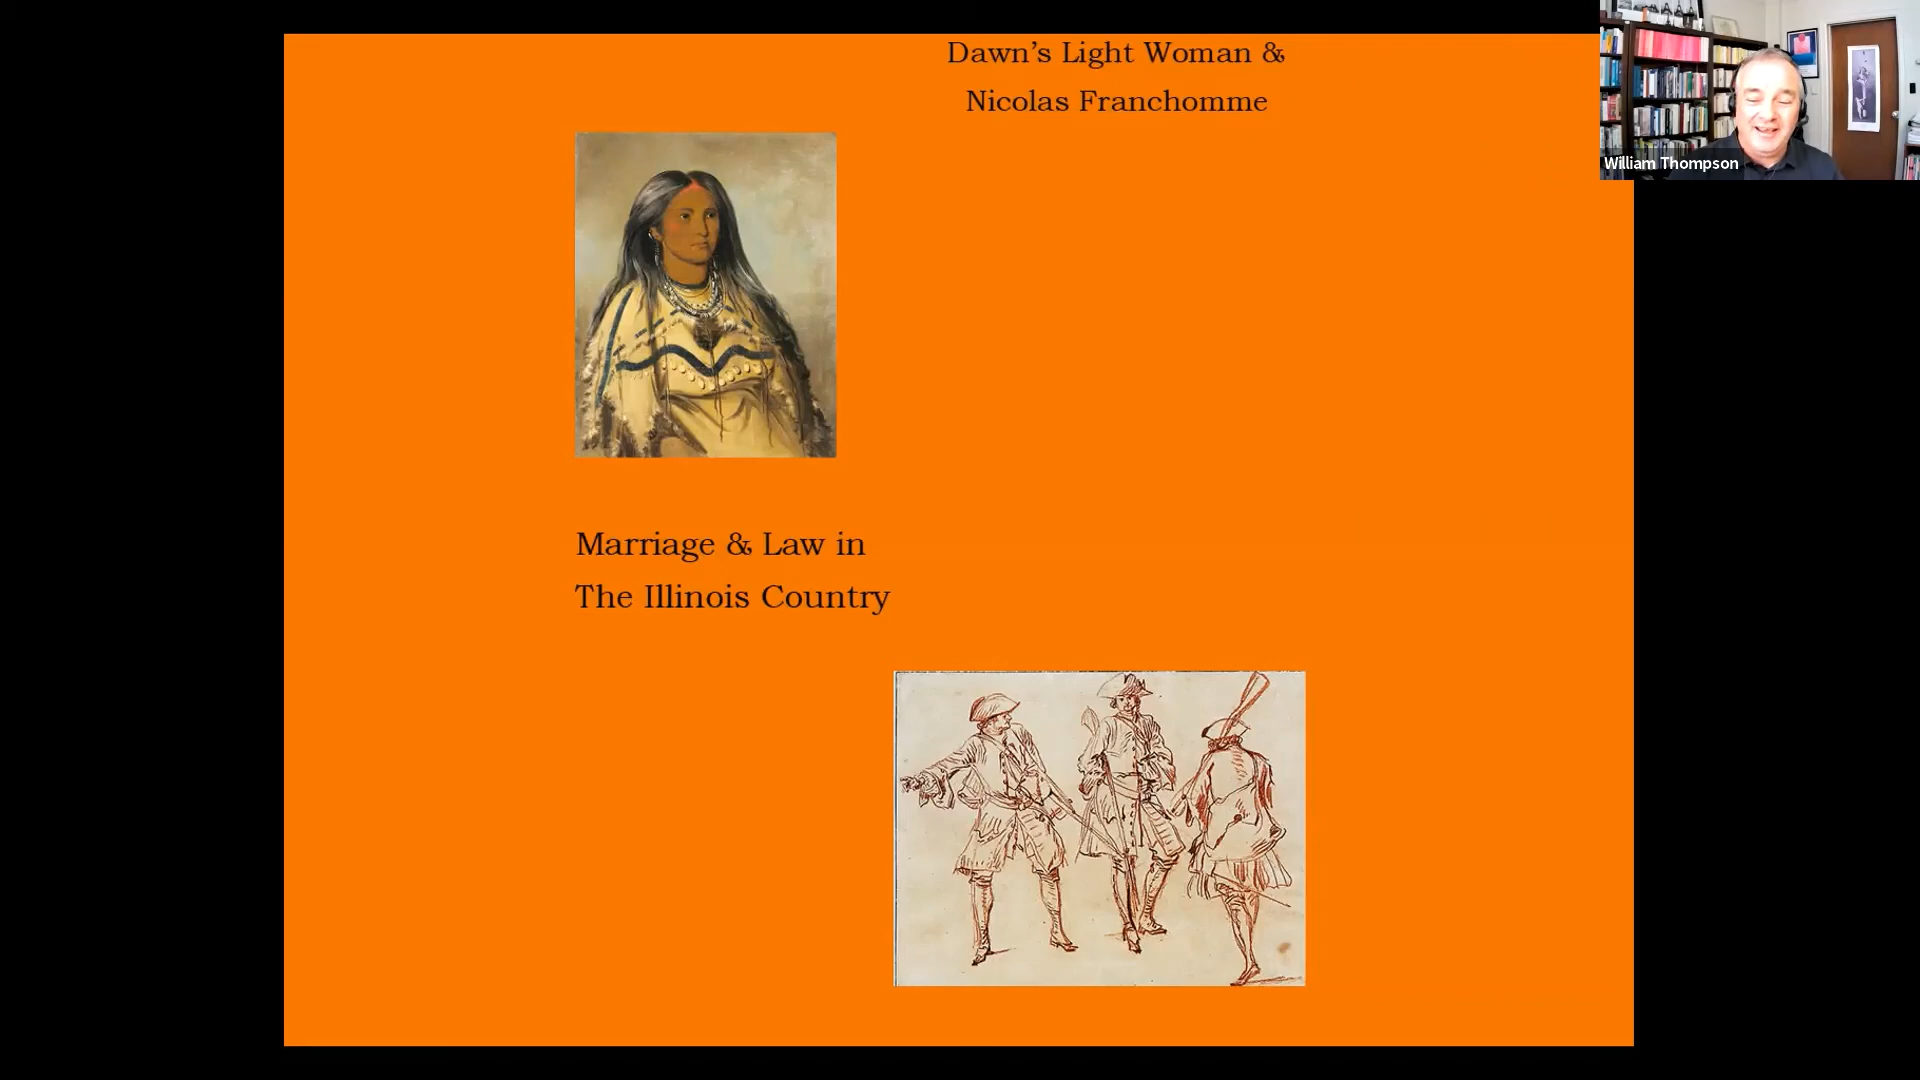 Dawn’s Light Woman &
Nicolas Franchomme
William Thompson
Marriage & Law in
The Illinois Country